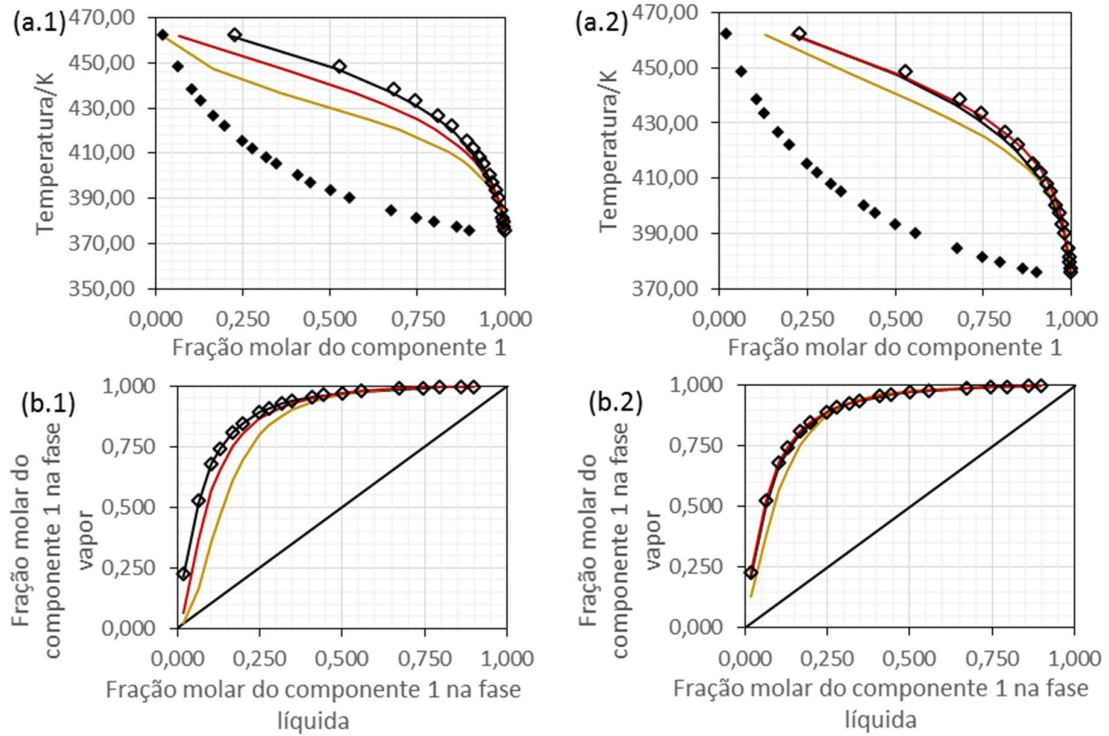 (a.1)
Temperatura/K
470,00
450,00
430,00
410,00
390,00
370,00
350,00
0,000 0,250 0,500 0,750 1,000
Fração molar do componente 1
(a.2)
Temperatura/K
470,00
450,00
430,00
410,00
390,00
370,00
0,000 0,250 0,500 0,750 1,000
Fração molar do componente 1
(b.1)
Fração molar do
componente 1 na fase
vapor
1,000
0,750
0,500
0,250
0,000
0,000 0,250 0,500 0,750 1,000
Fração molar do componente 1 na fase
líquida
(b.2)
Fração molar do
componente 1 na fase
vapor
1,000
0,750
0,500
0,250
0,000
0,000 0,250 0,500 0,750 1,000
Fração molar do componente 1 na fase
líquida